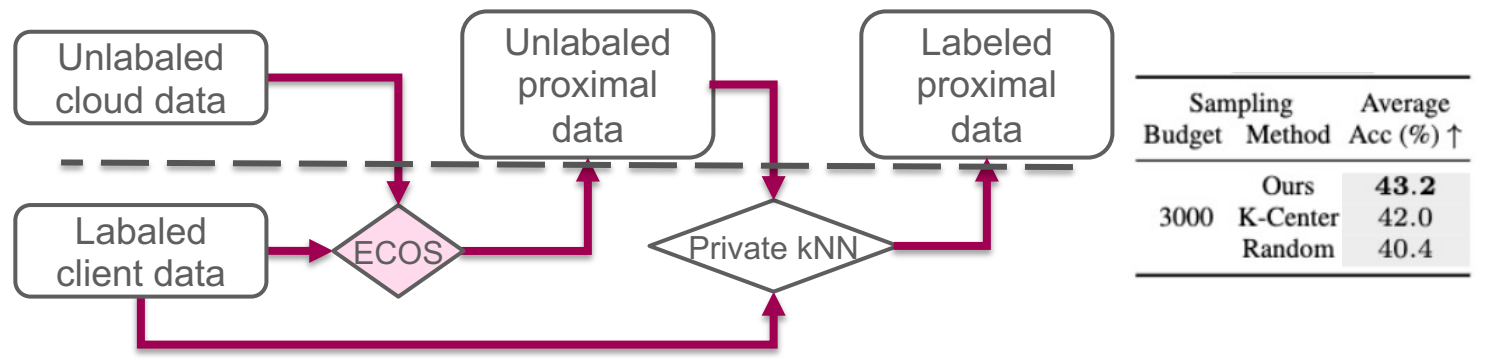 Unlabaled
cloud data
Unlabaled
proximal
data
Labeled
proximal
data
Labaled
client data
ECOS
Private kNN
Sampling Average
Budget Method Acc (%) ↑
Ours 43.2
3000 K-Center 42.0
Random 40.4